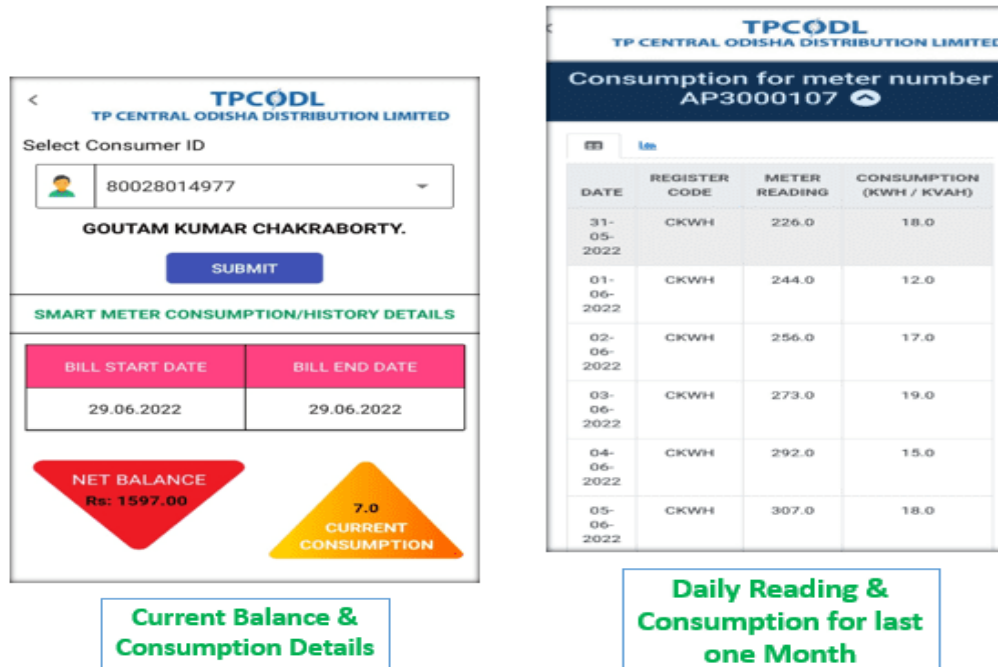 TPCODL
TP CENTRAL ODISHA DISTRIBUTION LIMITED
Select Consumer ID
80028014977
GOUTAM KUMAR CHAKRABORTY.
SUBMIT
SMART METER CONSUMPTION/HISTORY DETAILS
BILL START DATE BILL END DATE
29.06.2022 29.06.2022
NET BALANCE
Rs: 1597.00
7.0
CURRENT
CONSUMPTION
Current Balance &
Consumption Details
TPCODL
TP CENTRAL ODISHA DISTRIBUTION LIMITED
Consumption for meter number
AP3000107
DATE REGISTER CODE METER READING CONSUMPTION (KWH / KVAH)
31-05-2022 CKWH 226.0 18.0
01-06-2022 CKWH 244.0 12.0
02-06-2022 CKWH 256.0 17.0
03-06-2022 CKWH 273.0 19.0
04-06-2022 CKWH 292.0 15.0
05-06-2022 CKWH 307.0 18.0
Daily Reading &
Consumption for last
one Month